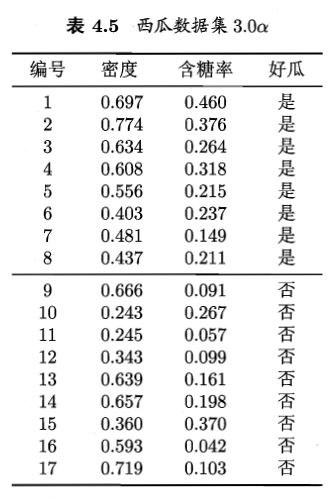 表 4.5 西瓜数据集 3.0α
编号 密度 含糖率 好瓜
1 0.697 0.460 是
2 0.774 0.376 是
3 0.634 0.264 是
4 0.608 0.318 是
5 0.556 0.215 是
6 0.403 0.237 是
7 0.481 0.149 是
8 0.437 0.211 是
9 0.666 0.091 否
10 0.243 0.267 否
11 0.245 0.057 否
12 0.343 0.099 否
13 0.639 0.161 否
14 0.657 0.198 否
15 0.360 0.370 否
16 0.593 0.042 否
17 0.719 0.103 否